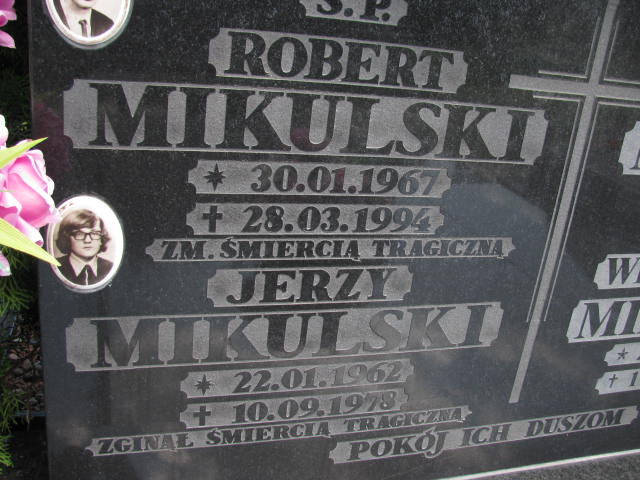 Ś.P.
ROBERT
MIKULSKI
* 30.01.1967
✝ 28.03.1994
ZM. ŚMIERCIĄ TRAGICZNĄ
JERZY
MIKULSKI
* 22.01.1962
✝ 10.09.1978
ZGINĄŁ ŚMIERCIĄ TRAGICZNĄ
POKÓJ ICH DUSZOM